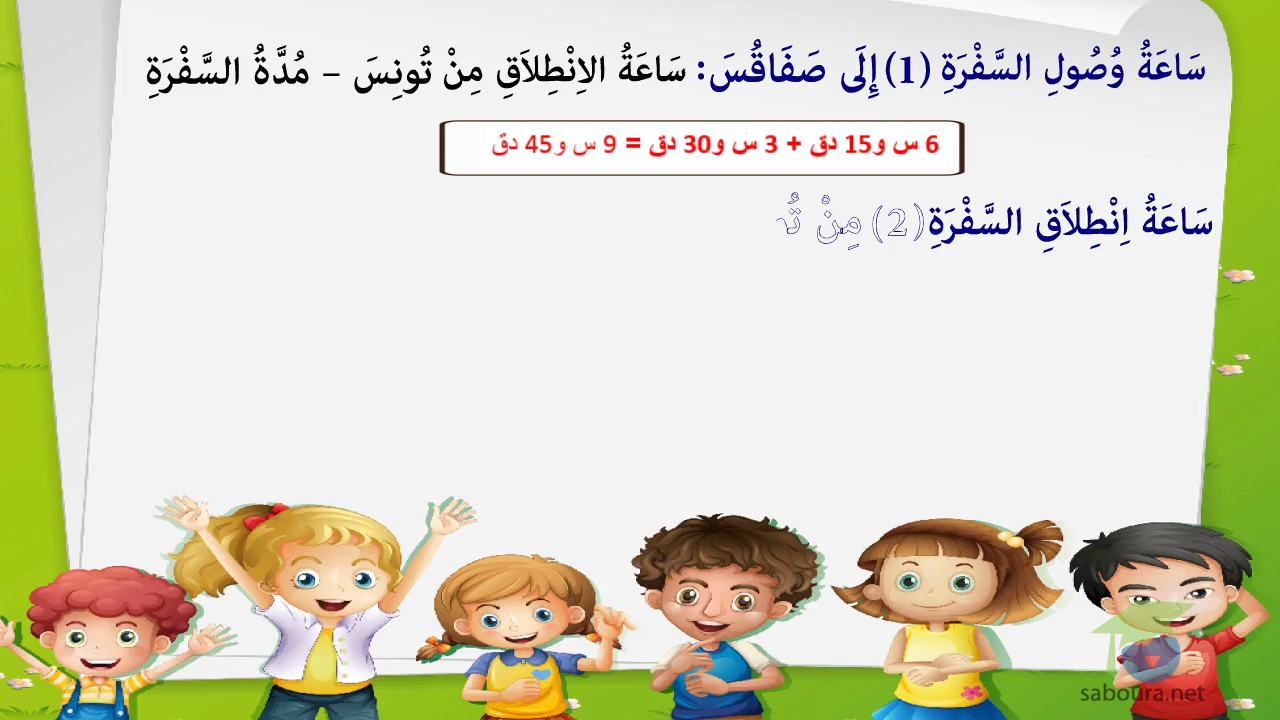 سَاعَةُ وُصُولِ السَّفْرَةِ (1) إِلَى صَفَاقُسَ: سَاعَةُ الاِنْطِلاَقِ مِنْ تُونِسَ – مُدَّةُ السَّفْرَةِ
6 س و15 دق + 3 س و30 دق = 9 س و45 دق
سَاعَةُ اِنْطِلاَقِ السَّفْرَةِ (2) مِنْ
saboura.net